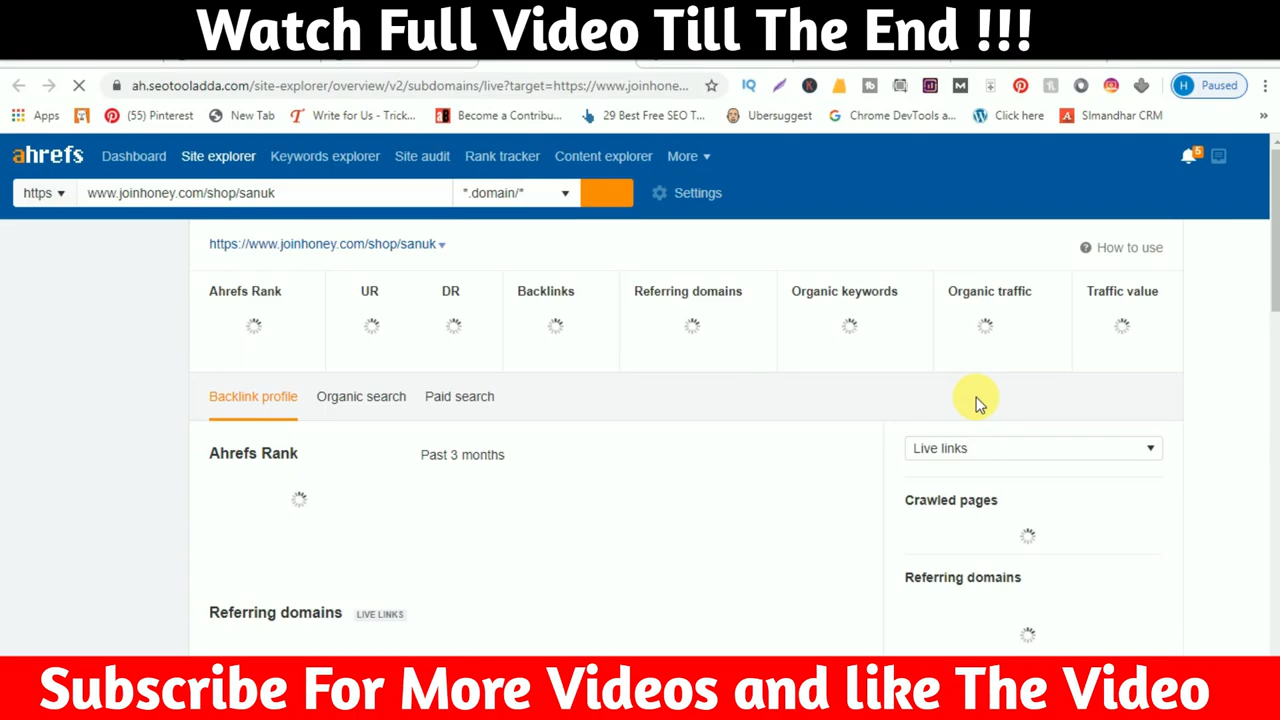 Watch Full Video Till The End !!!
ah.seotooladda.com/site-explorer/overview/v2/subdomains/live?target=https://www.joinhone...
Paused
Apps
(55) Pinterest
New Tab
Write for Us - Trick...
Become a Contribu...
29 Best Free SEO T...
Ubersuggest
Chrome DevTools a...
Click here
SImandhar CRM
»
ahrefs
Dashboard
Site explorer
Keywords explorer
Site audit
Rank tracker
Content explorer
More
5
https
www.joinhoney.com/shop/sanuk
*.domain/*
Settings
https://www.joinhoney.com/shop/sanuk
How to use
Ahrefs Rank
UR
DR
Backlinks
Referring domains
Organic keywords
Organic traffic
Traffic value
Backlink profile
Organic search
Paid search
Ahrefs Rank
Past 3 months
Live links
Crawled pages
Referring domains
Referring domains
LIVE LINKS
Subscribe For More Videos and like The Video